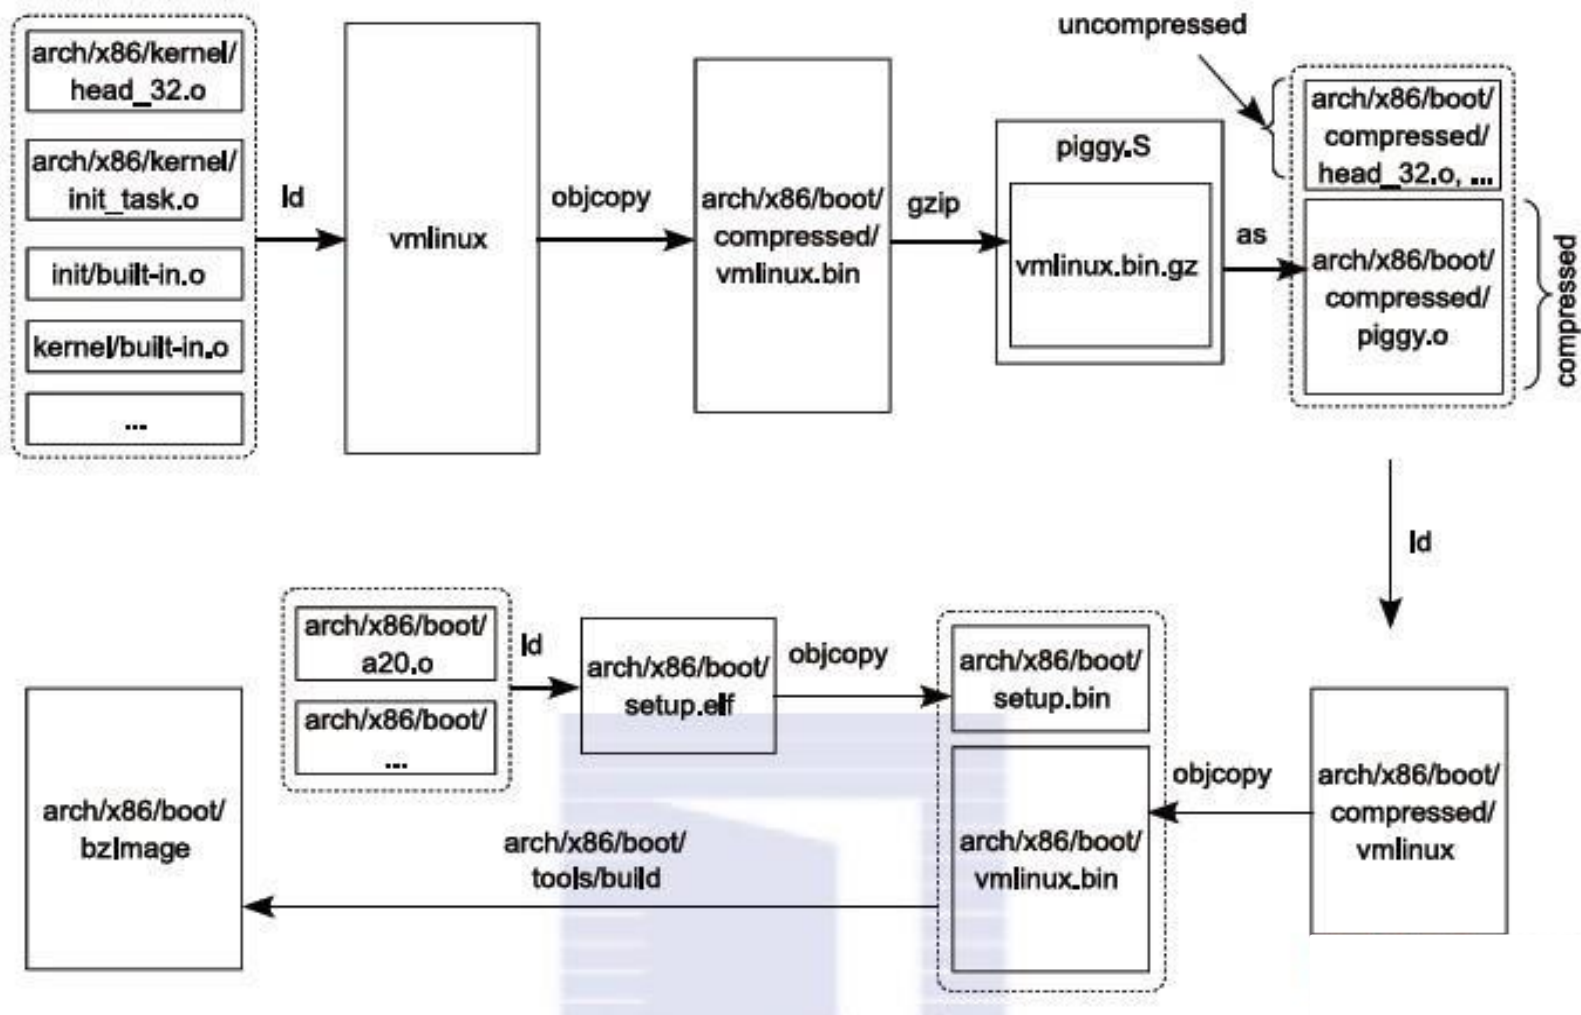 arch/x86/kernel/
head_32.o
arch/x86/kernel/
init_task.o
init/built-in.o
kernel/built-in.o
...
ld
vmlinux
objcopy
arch/x86/boot/
compressed/
vmlinux.bin
gzip
piggy.S
vmlinux.bin.gz
as
uncompressed
arch/x86/boot/
compressed/
head_32.o, ...
arch/x86/boot/
compressed/
piggy.o
compressed
ld
arch/x86/boot/
compressed/
vmlinux
objcopy
arch/x86/boot/
a20.o
arch/x86/boot/
...
ld
arch/x86/boot/
setup.elf
objcopy
arch/x86/boot/
setup.bin
arch/x86/boot/
vmlinux.bin
arch/x86/boot/
tools/build
arch/x86/boot/
bzImage